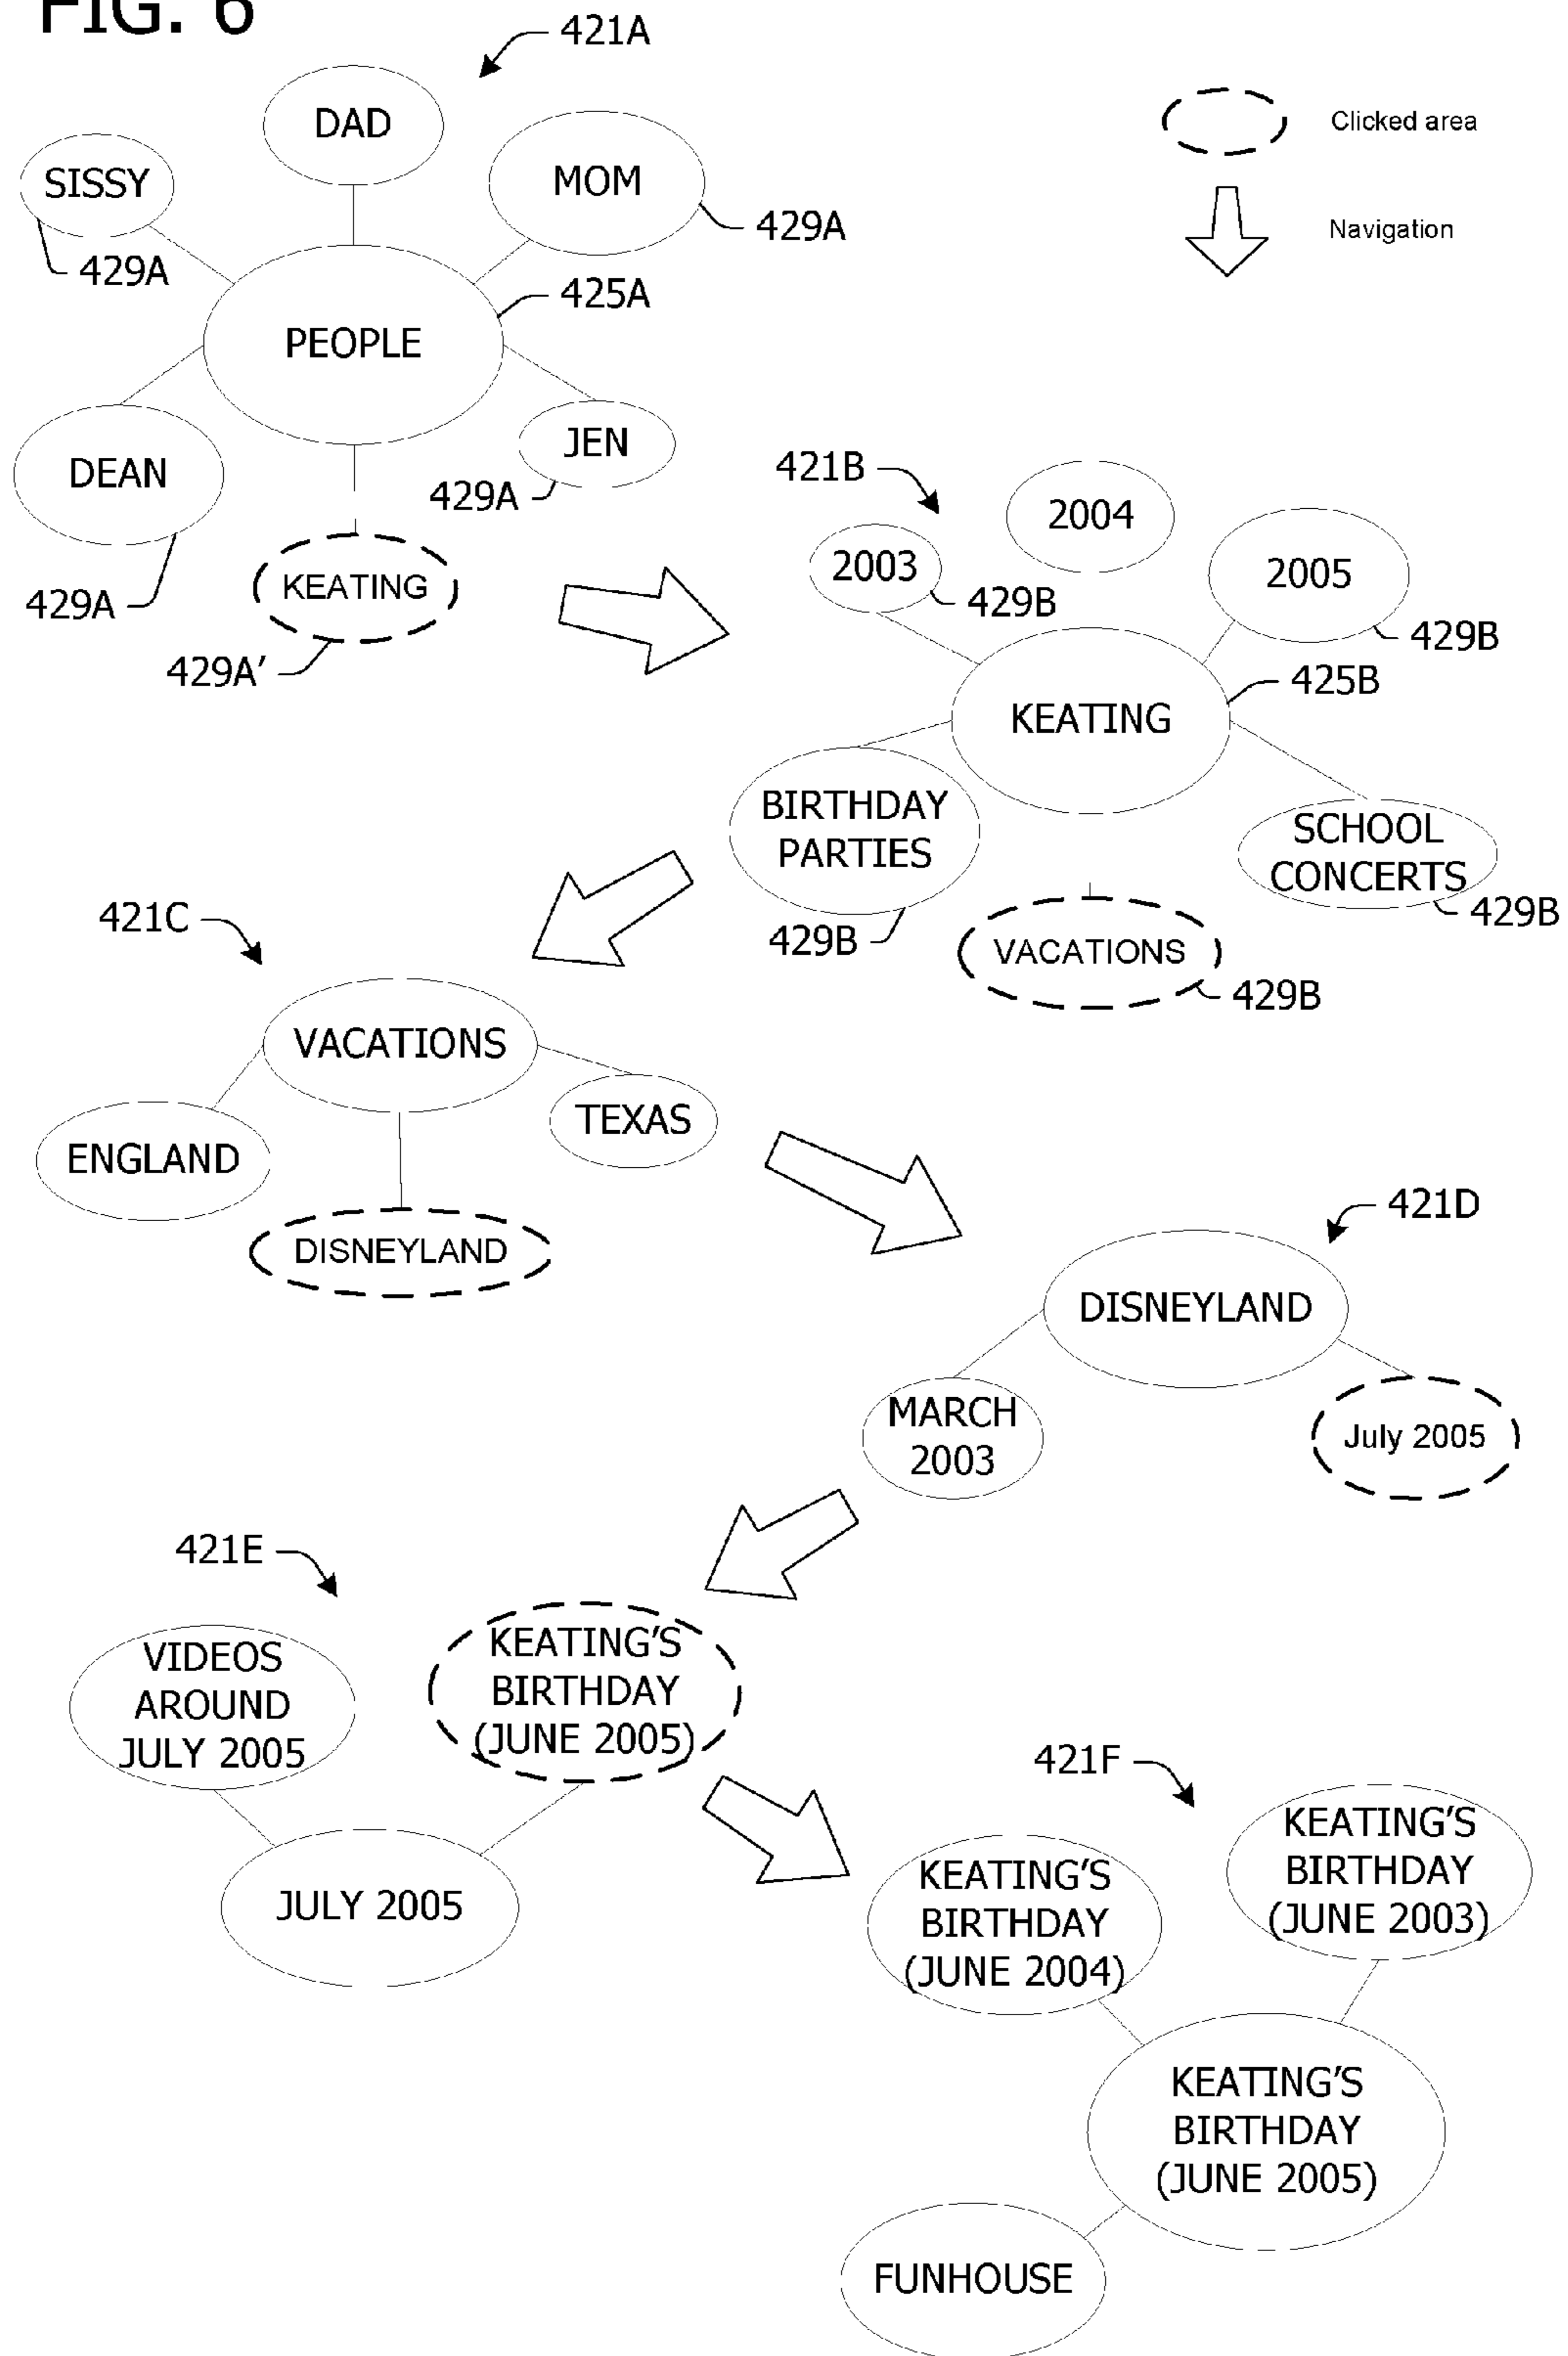 FIG. 6
421A
DAD
SISSY
MOM
429A
429A
425A
PEOPLE
DEAN
JEN
429A
429A
KEATING
429A'
Clicked area
Navigation
421B
2004
2003
2005
429B
429B
425B
KEATING
BIRTHDAY
PARTIES
SCHOOL
CONCERTS
429B
429B
VACATIONS
429B
421C
VACATIONS
TEXAS
ENGLAND
DISNEYLAND
421D
DISNEYLAND
MARCH
2003
July 2005
421E
VIDEOS
AROUND
JULY 2005
KEATING'S
BIRTHDAY
(JUNE 2005)
JULY 2005
421F
KEATING'S
BIRTHDAY
(JUNE 2004)
KEATING'S
BIRTHDAY
(JUNE 2003)
KEATING'S
BIRTHDAY
(JUNE 2005)
FUNHOUSE